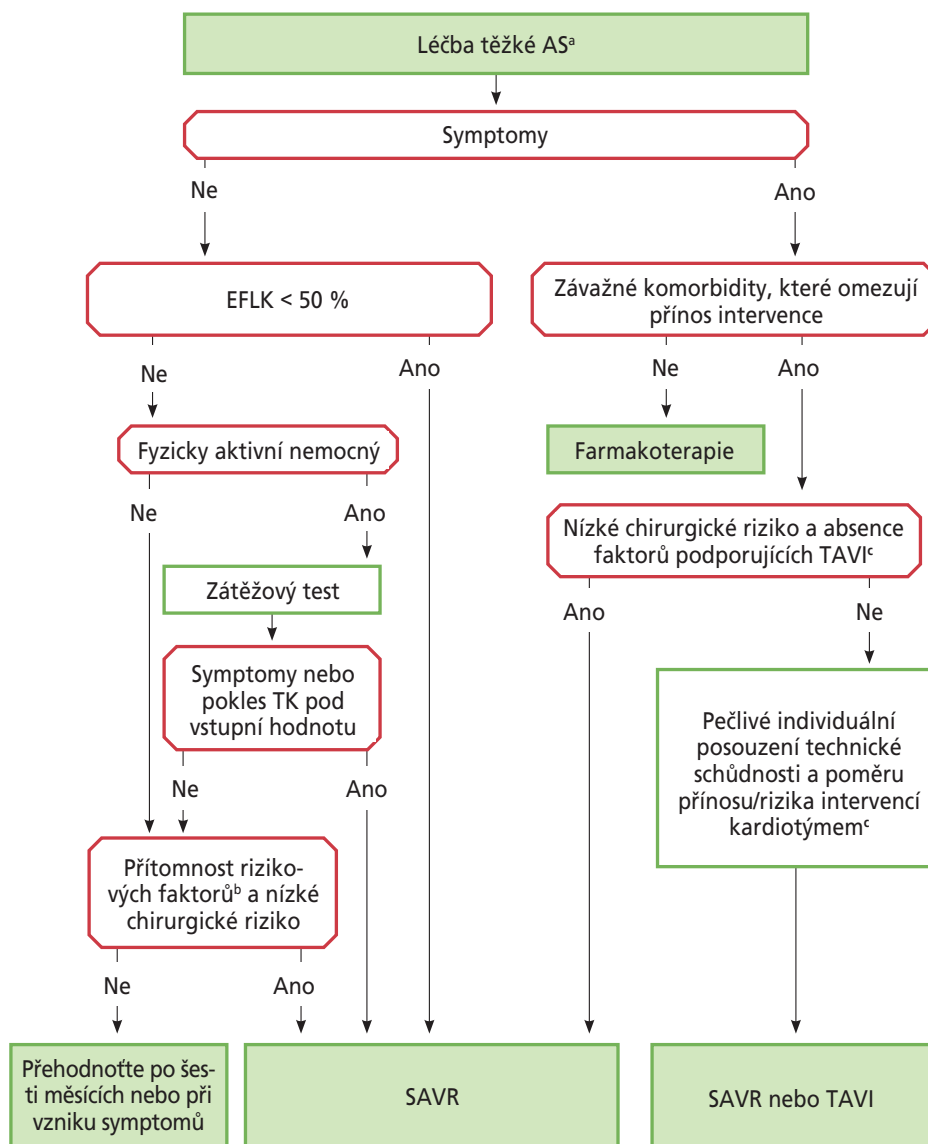 Léčba těžké ASᵃ
Symptomy
Ne
Ano
EFLK < 50 %
Závažné komorbidity, které omezují
přínos intervence
Ne
Ano
Ne
Ano
Fyzicky aktivní nemocný
Farmakoterapie
Ne
Ano
Nízké chirurgické riziko a absence
faktorů podporujících TAVIᶜ
Zátěžový test
Ano
Ne
Symptomy nebo
pokles TK pod
vstupní hodnotu
Pečlivé individuální
posouzení technické
schůdnosti a poměru
přínosu/rizika intervencí
kardiotýmemᶜ
Ne
Ano
Přítomnost riziko-
vých faktorůᵇ a nízké
chirurgické riziko
Ne
Ano
Přehodnoťte po šes-
ti měsících nebo při
vzniku symptomů
SAVR
SAVR nebo TAVI